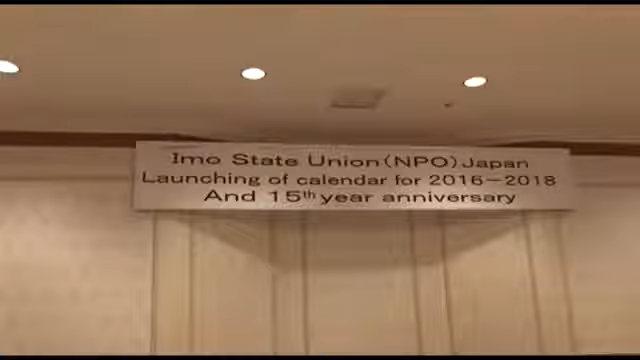 Imo State Union(NPO)Japan
Launching of calendar for 2016-2018
And 15th year anniversary